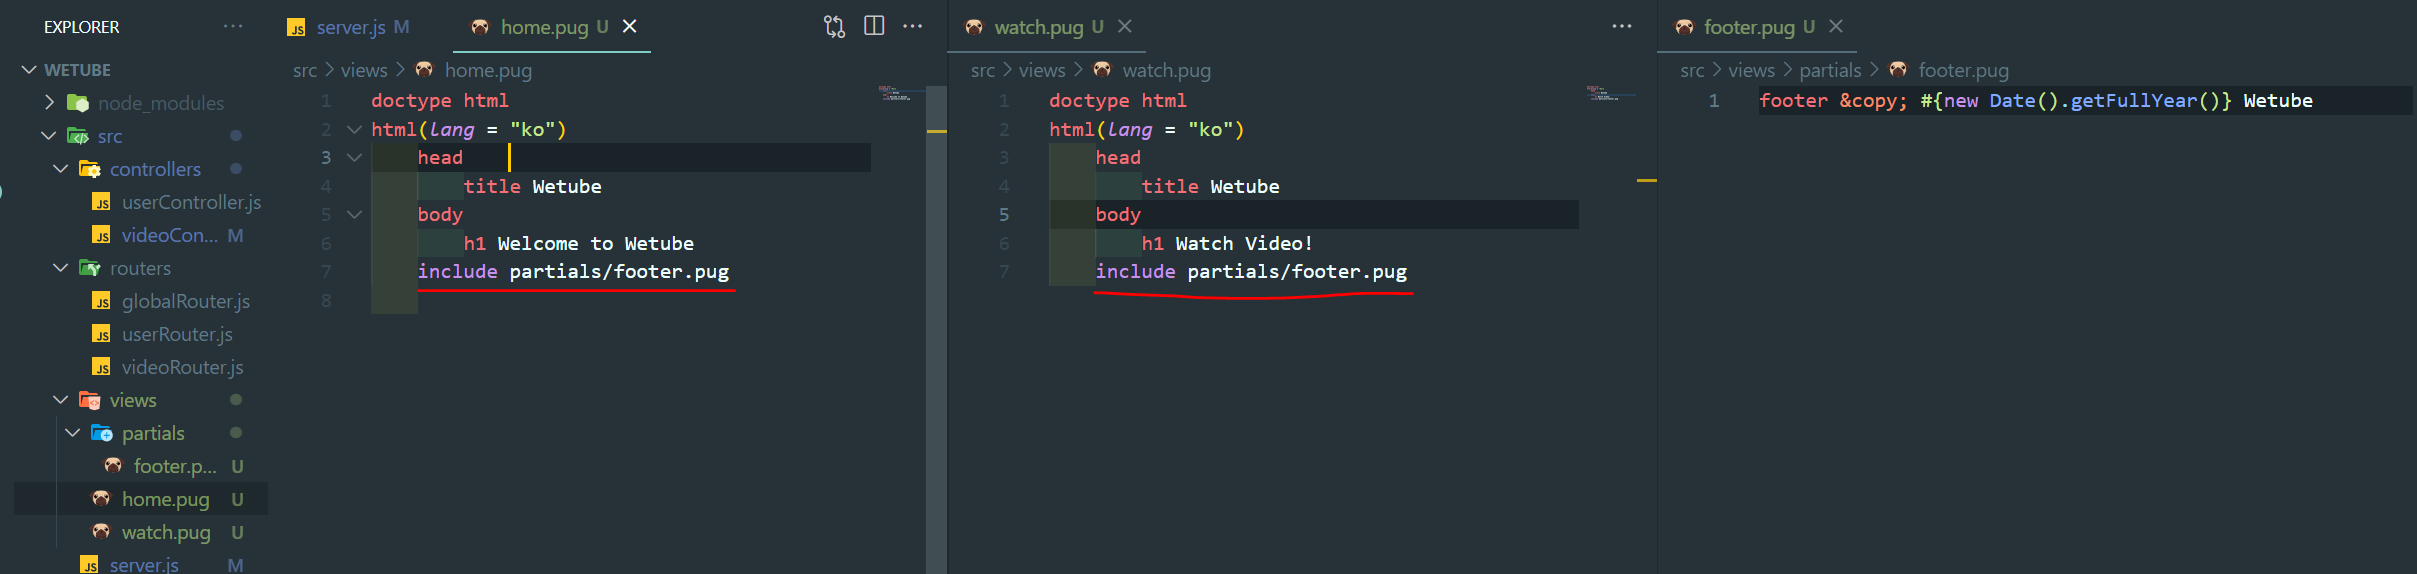 EXPLORER ...
WETUBE
node_modules
src
controllers
userController.js
videoCon... M
routers
globalRouter.js
userRouter.js
videoRouter.js
views
partials
footer.p... U
home.pug U
watch.pug U
server.js M
JS server.js M
home.pug U
src > views > home.pug
1 doctype html
2 html(lang = "ko")
3 head
4 title Wetube
5 body
6 h1 Welcome to Wetube
7 include partials/footer.pug
8
watch.pug U
src > views > watch.pug
1 doctype html
2 html(lang = "ko")
3 head
4 title Wetube
5 body
6 h1 Watch Video!
7 include partials/footer.pug
footer.pug U
src > views > partials > footer.pug
1 footer &copy; #{new Date().getFullYear()} Wetube